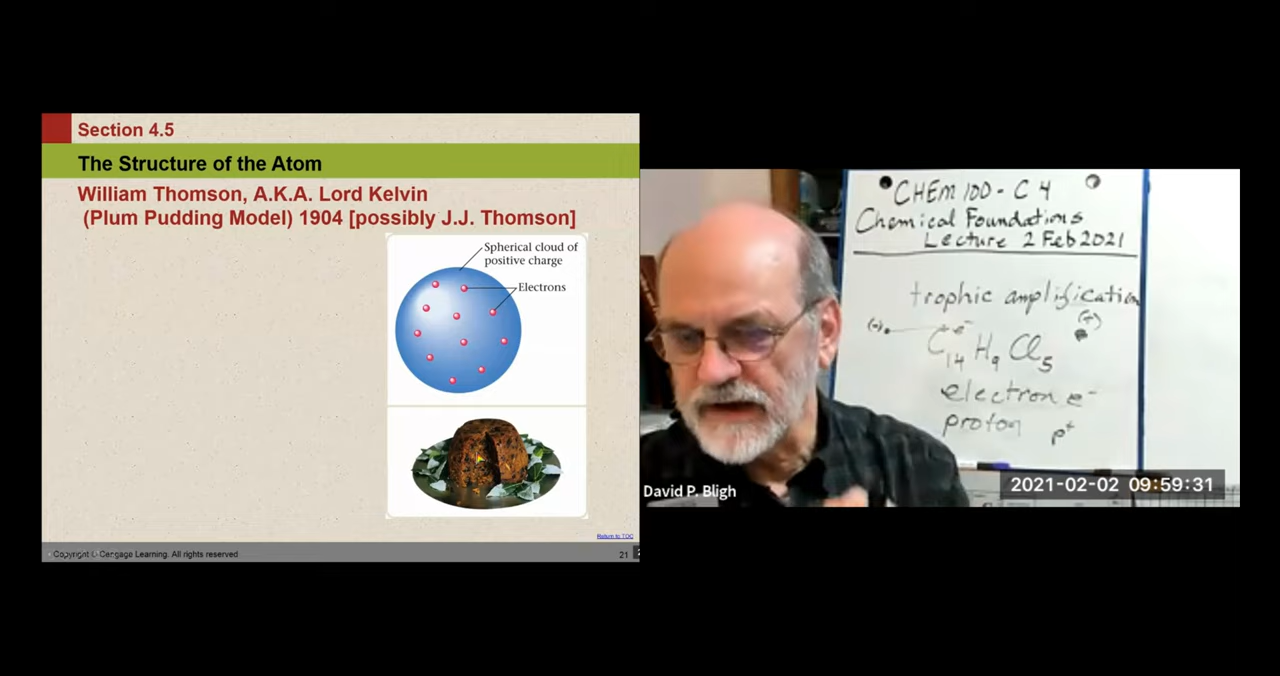 Section 4.5
The Structure of the Atom
William Thomson, A.K.A. Lord Kelvin
(Plum Pudding Model) 1904 [possibly J.J. Thomson]
Spherical cloud of
positive charge
Electrons
Return to TOC
Copyright © Cengage Learning. All rights reserved
21
CHEM 100 - C 4
Chemical Foundations
Lecture 2 Feb 2021
trophic amplification
(-) e- (+)
C14 H9 Cl5
electron e-
proton p+
David P. Bligh
2021-02-02 09:59:31